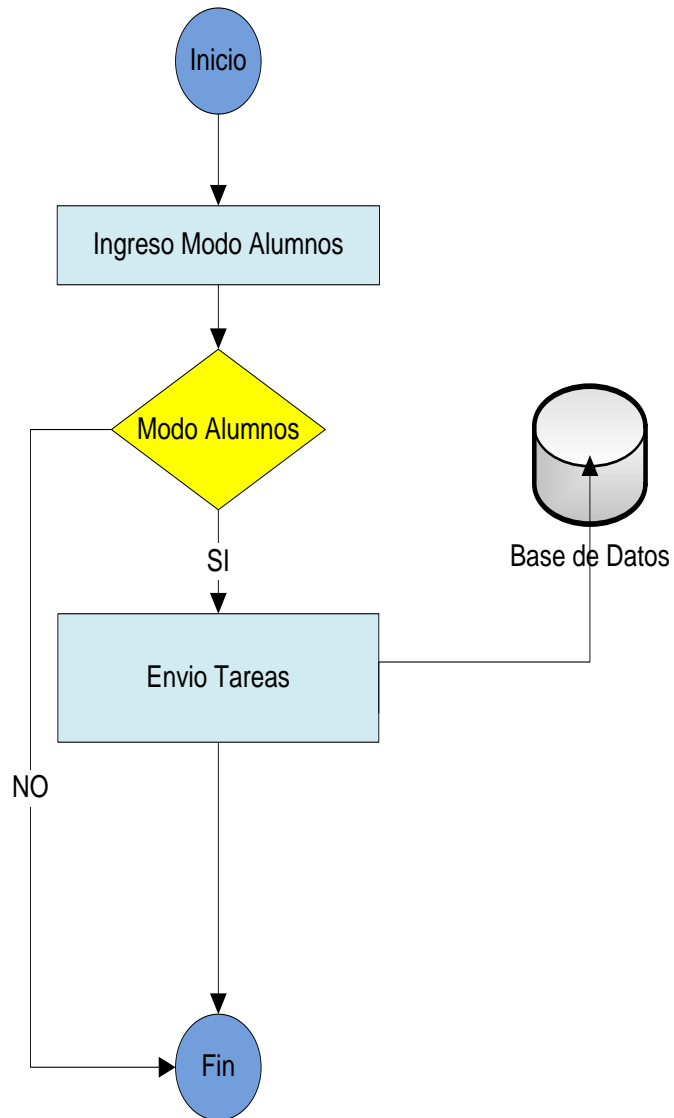 Inicio
Ingreso Modo Alumnos
Modo Alumnos
SI
Base de Datos
Envio Tareas
NO
Fin